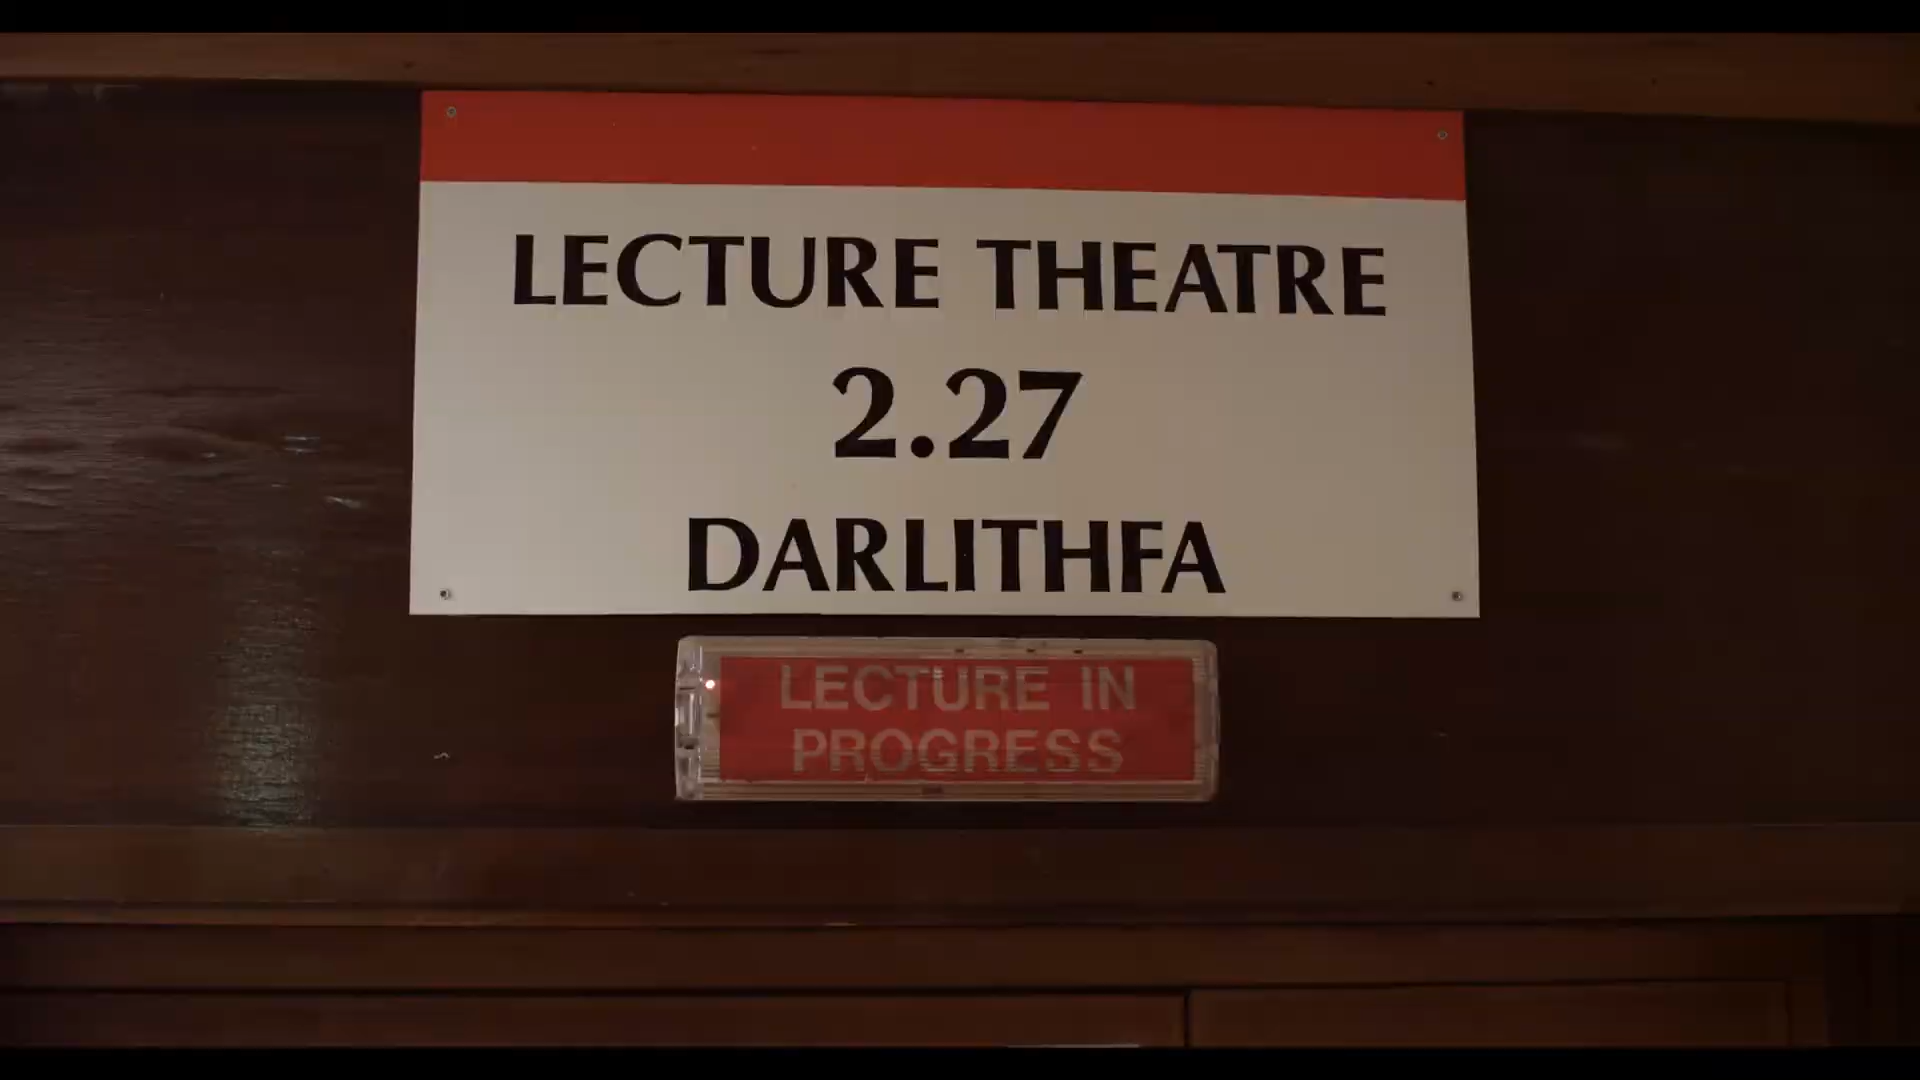 LECTURE THEATRE
2.27
DARLITHFA
LECTURE IN
PROGRESS